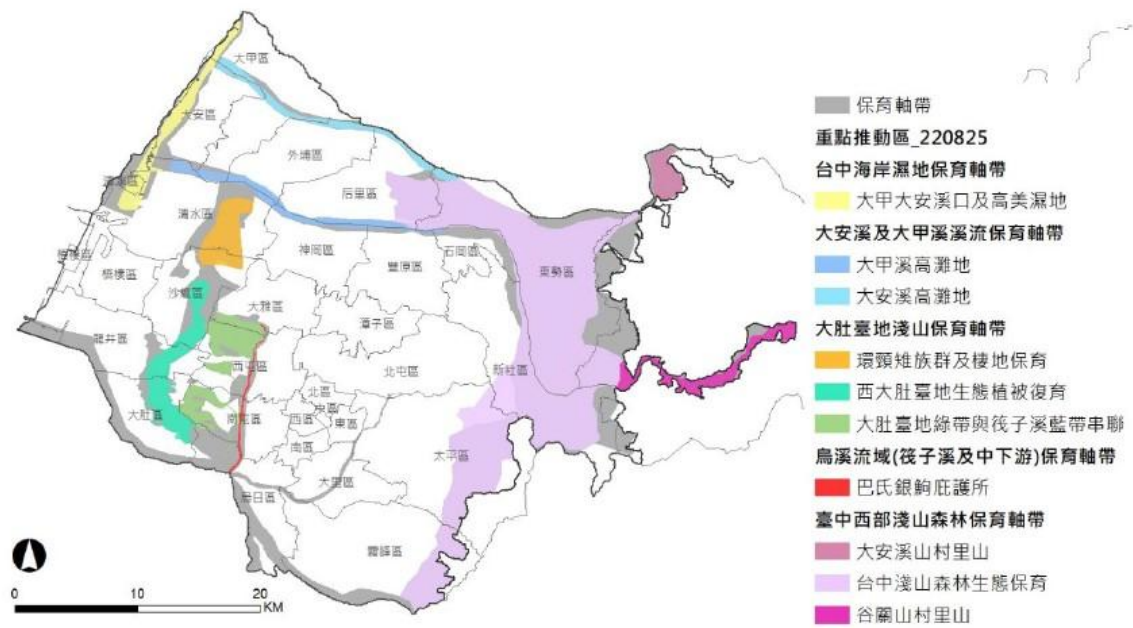 大甲區
大安區
外埔區
后里區
清水區
神岡區
豐原區
石岡區
東勢區
梧棲區
梧棲區
沙鹿區
大雅區
潭子區
龍井區
西屯區
北屯區
新社區
北區
中區
西區
東區
大肚區
南屯區
南區
太平區
大里區
烏日區
霧峰區
0
10
20
KM
保育軸帶
重點推動區_220825
台中海岸濕地保育軸帶
大甲大安溪口及高美濕地
大安溪及大甲溪溪流保育軸帶
大甲溪高灘地
大安溪高灘地
大肚臺地淺山保育軸帶
環頸雉族群及棲地保育
西大肚臺地生態植被復育
大肚臺地綠帶與筏子溪藍帶串聯
烏溪流域(筏子溪及中下游)保育軸帶
巴氏銀鮈庇護所
臺中西部淺山森林保育軸帶
大安溪山村里山
台中淺山森林生態保育
谷關山村里山